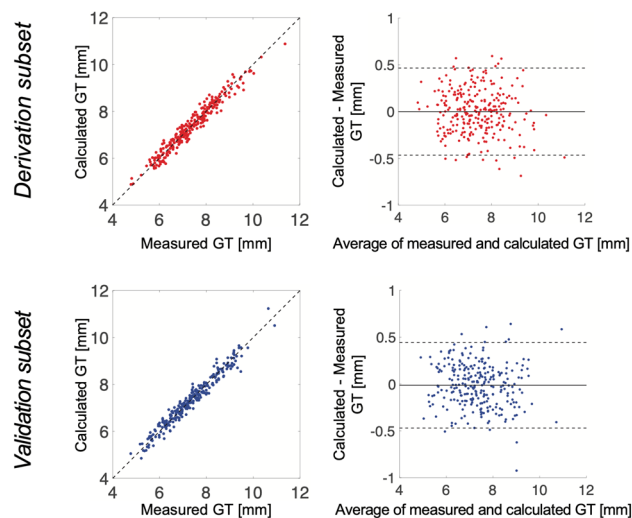 Derivation subset
12
10
8
6
4
Calculated GT [mm]
4 6 8 10 12
Measured GT [mm]
1
0.5
0
-0.5
-1
Calculated - Measured
GT [mm]
4 6 8 10 12
Average of measured and calculated GT [mm]
Validation subset
12
10
8
6
4
Calculated GT [mm]
4 6 8 10 12
Measured GT [mm]
1
0.5
0
-0.5
-1
Calculated - Measured
GT [mm]
4 6 8 10 12
Average of measured and calculated GT [mm]